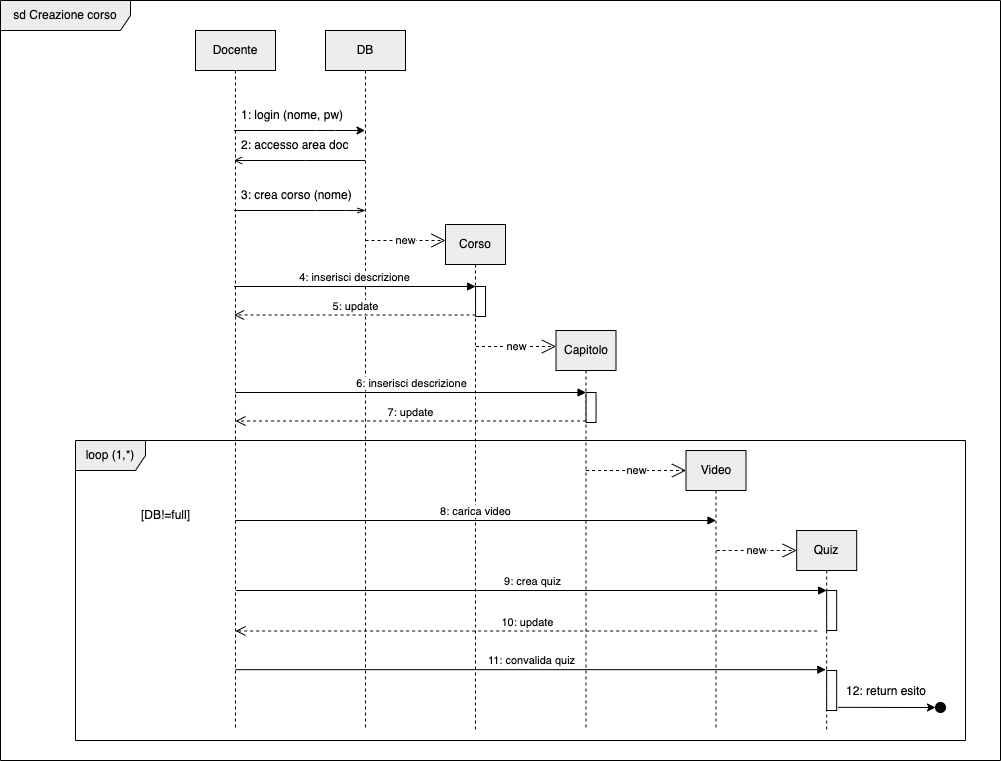 sd Creazione corso
Docente
DB
1: login (nome, pw)
2: accesso area doc
3: crea corso (nome)
new
Corso
4: inserisci descrizione
5: update
new
Capitolo
6: inserisci descrizione
7: update
loop (1,*)
new
Video
[DB!=full]
8: carica video
new
Quiz
9: crea quiz
10: update
11: convalida quiz
12: return esito